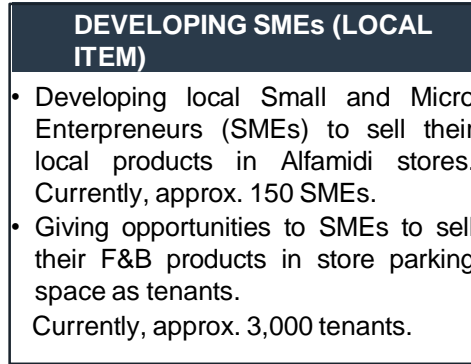 DEVELOPING SMEs (LOCAL
ITEM)
• Developing local Small and Micro
Enterpreneurs (SMEs) to sell their
local products in Alfamidi stores.
Currently, approx. 150 SMEs.
• Giving opportunities to SMEs to sell
their F&B products in store parking
space as tenants.
Currently, approx. 3,000 tenants.